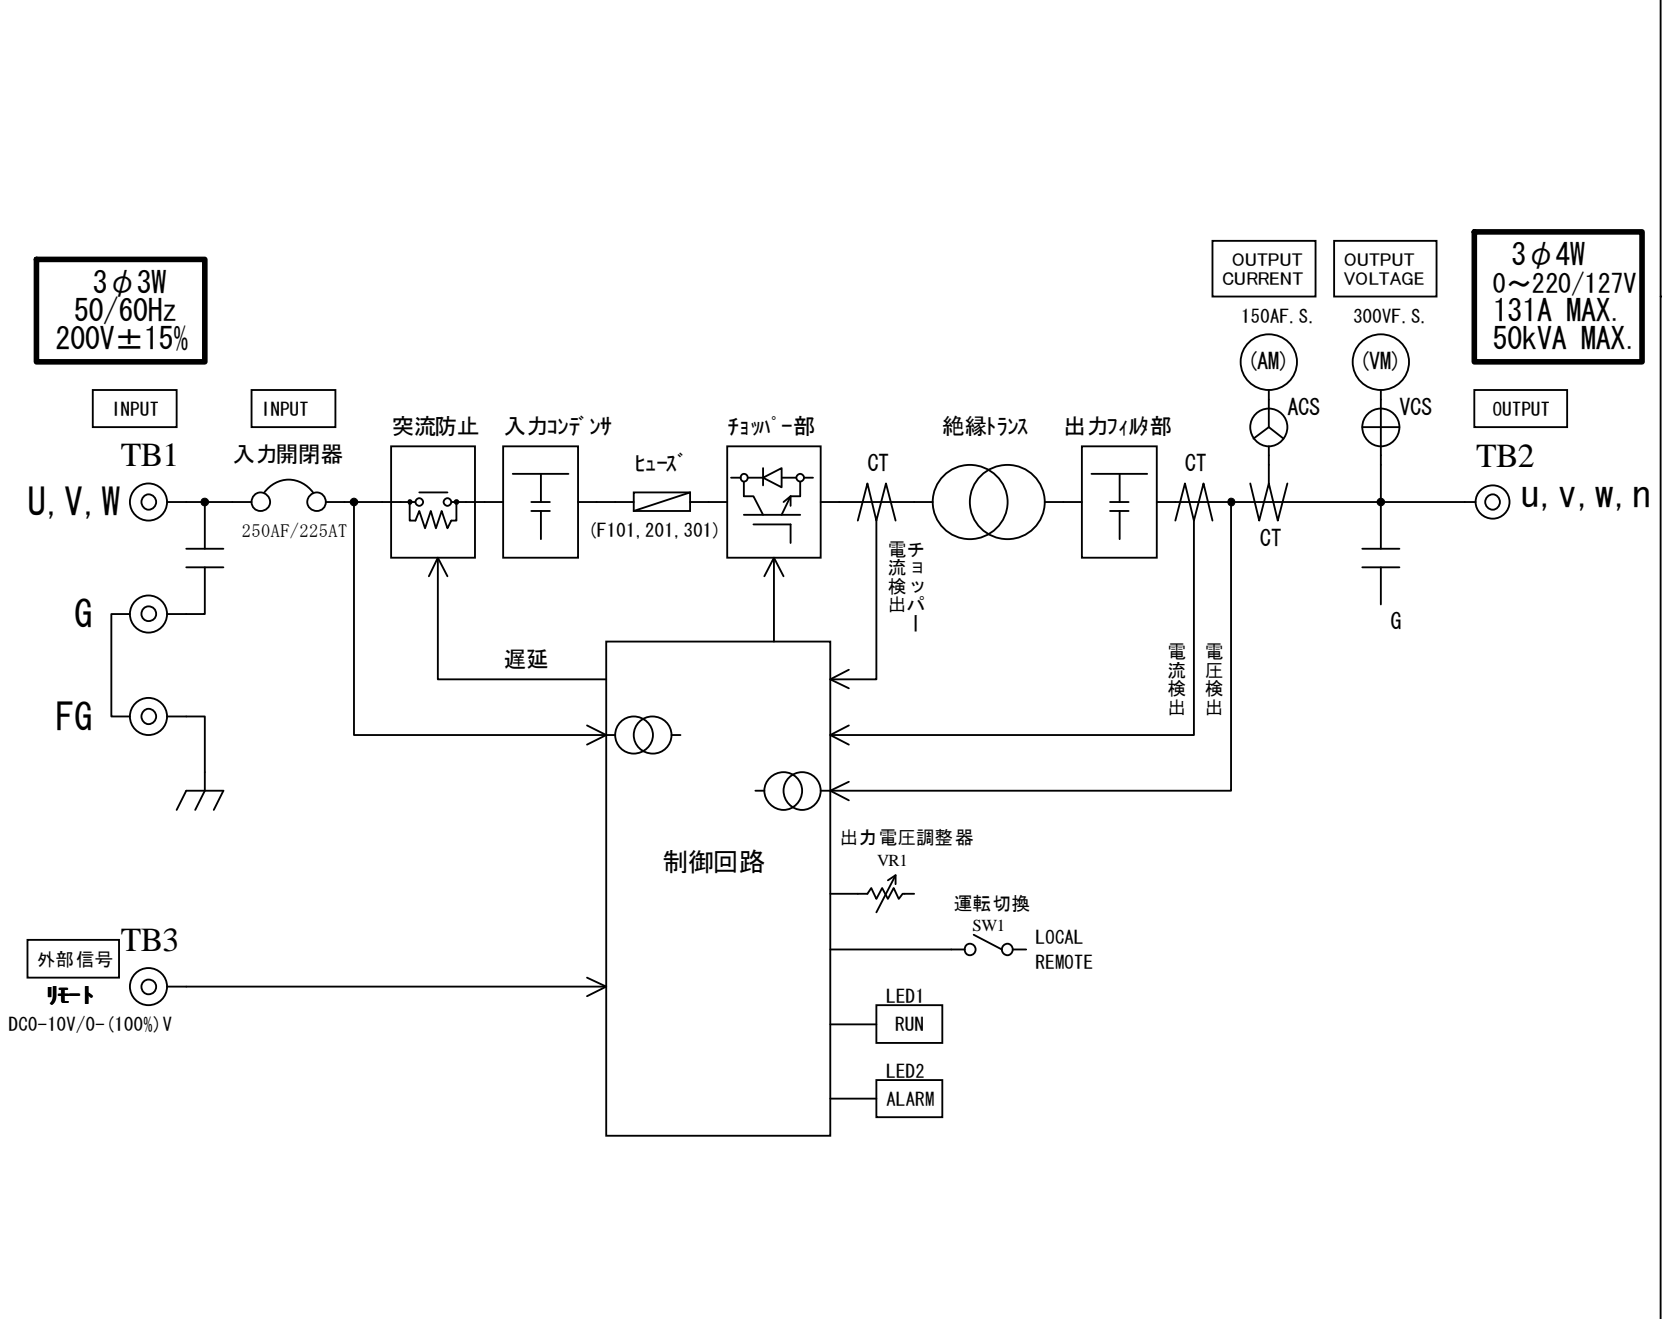 3φ3W
50/60Hz
200V±15%
OUTPUT
CURRENT
150AF.S.
(AM)
ACS
OUTPUT
VOLTAGE
300VF.S.
(VM)
VCS
3φ4W
0～220/127V
131A MAX.
50kVA MAX.
INPUT
TB1
U,V,W
INPUT
入力開閉器
250AF/225AT
突流防止
入力コンデンサ
ヒューズ
(F101,201,301)
チョッパー部
CT
絶縁トランス
出力フィルタ部
CT
CT
OUTPUT
TB2
u,v,w,n
チョッパー
電流検出
G
G
FG
遅延
電流検出
電圧検出
制御回路
出力電圧調整器
VR1
運転切換
SW1
LOCAL
REMOTE
TB3
外部信号
リモート
DC0-10V/0-(100%)V
LED1
RUN
LED2
ALARM